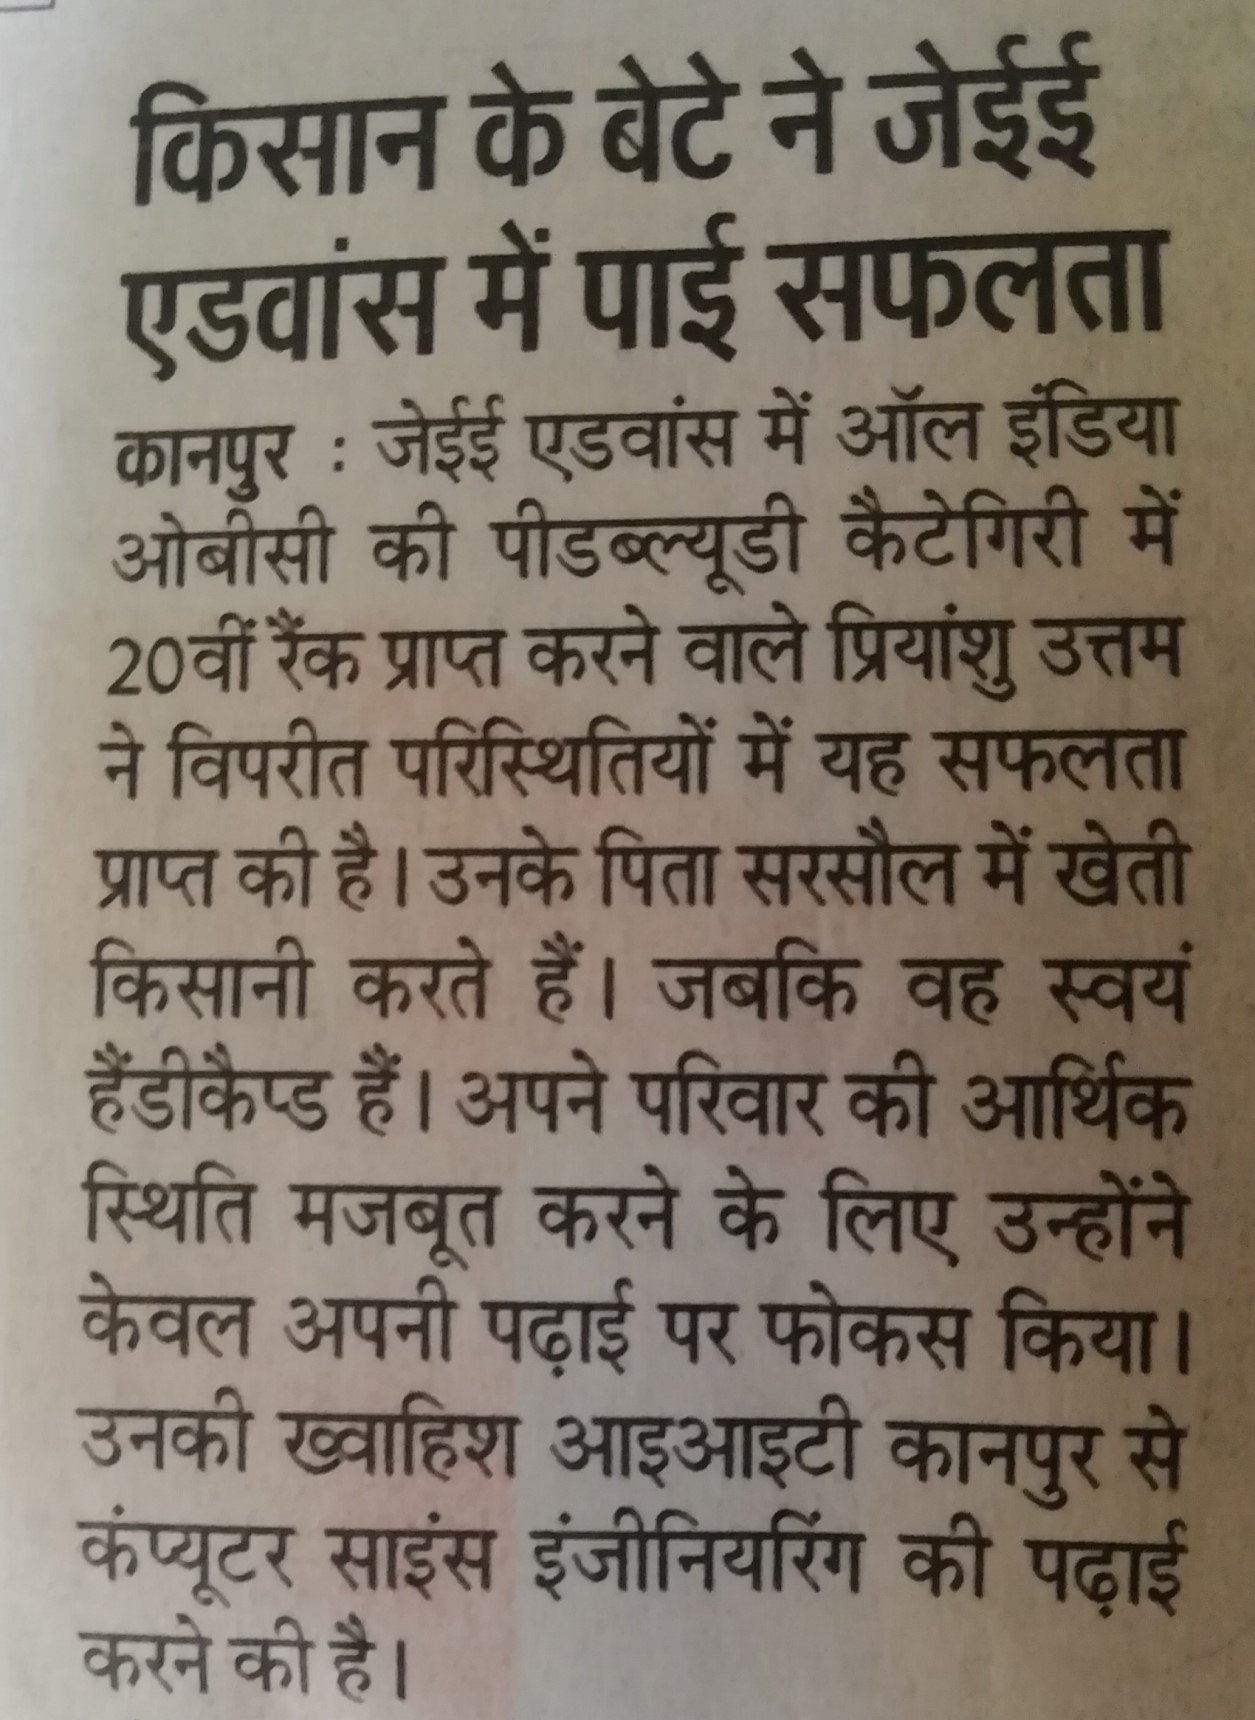 किसान के बेटे ने जेईई
एडवांस में पाई सफलता
कानपुर : जेईई एडवांस में ऑल इंडिया
ओबीसी की पीडब्ल्यूडी कैटेगिरी में
20वीं रैंक प्राप्त करने वाले प्रियांशु उत्तम
ने विपरीत परिस्थितियों में यह सफलता
प्राप्त की है। उनके पिता सरसौल में खेती
किसानी करते हैं। जबकि वह स्वयं
हैंडीकैप्ड हैं। अपने परिवार की आर्थिक
स्थिति मजबूत करने के लिए उन्होंने
केवल अपनी पढ़ाई पर फोकस किया।
उनकी ख्वाहिश आइआइटी कानपुर से
कंप्यूटर साइंस इंजीनियरिंग की पढ़ाई
करने की है।